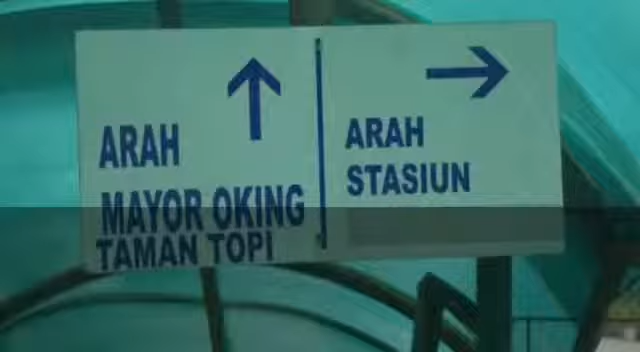 ARAH
MAYOR OKING
TAMAN TOPI
ARAH
STASIUN